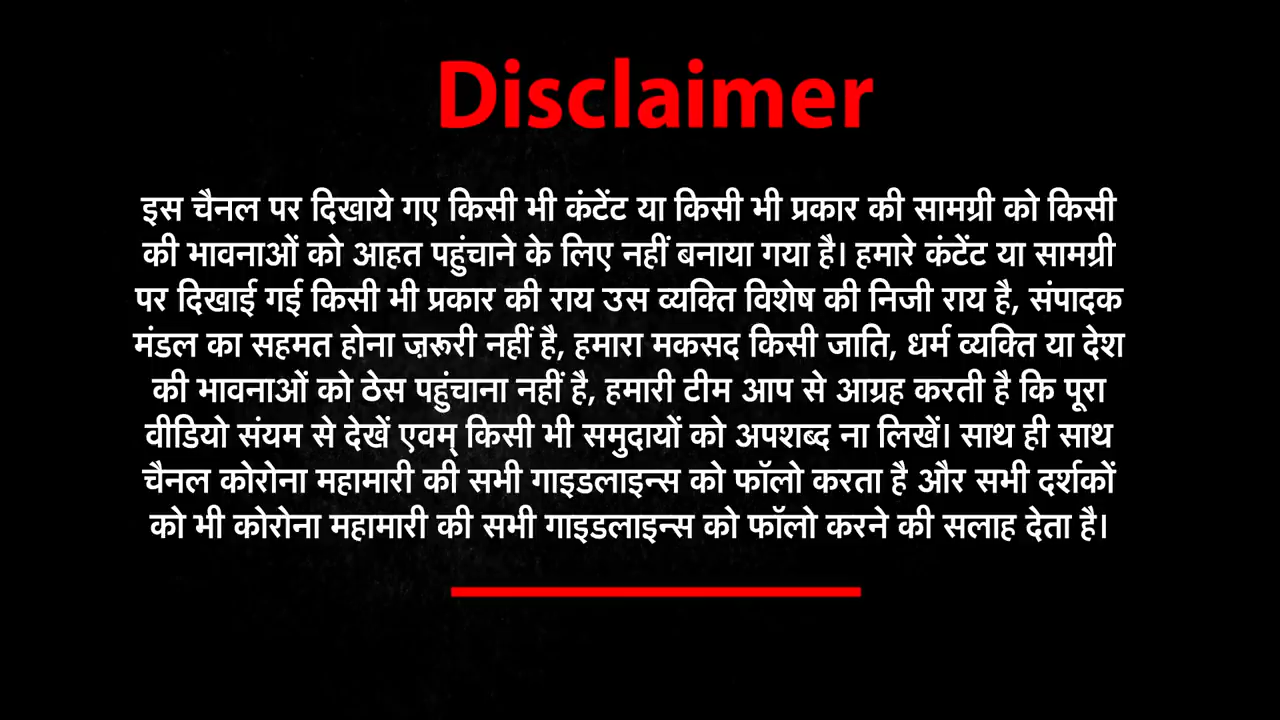 Disclaimer
इस चैनल पर दिखाये गए किसी भी कंटेंट या किसी भी प्रकार की सामग्री को किसी
की भावनाओं को आहत पहुंचाने के लिए नहीं बनाया गया है। हमारे कंटेंट या सामग्री
पर दिखाई गई किसी भी प्रकार की राय उस व्यक्ति विशेष की निजी राय है, संपादक
मंडल का सहमत होना ज़रूरी नहीं है, हमारा मकसद किसी जाति, धर्म व्यक्ति या देश
की भावनाओं को ठेस पहुंचाना नहीं है, हमारी टीम आप से आग्रह करती है कि पूरा
वीडियो संयम से देखें एवम् किसी भी समुदायों को अपशब्द ना लिखें। साथ ही साथ
चैनल कोरोना महामारी की सभी गाइडलाइन्स को फॉलो करता है और सभी दर्शकों
को भी कोरोना महामारी की सभी गाइडलाइन्स को फॉलो करने की सलाह देता है।